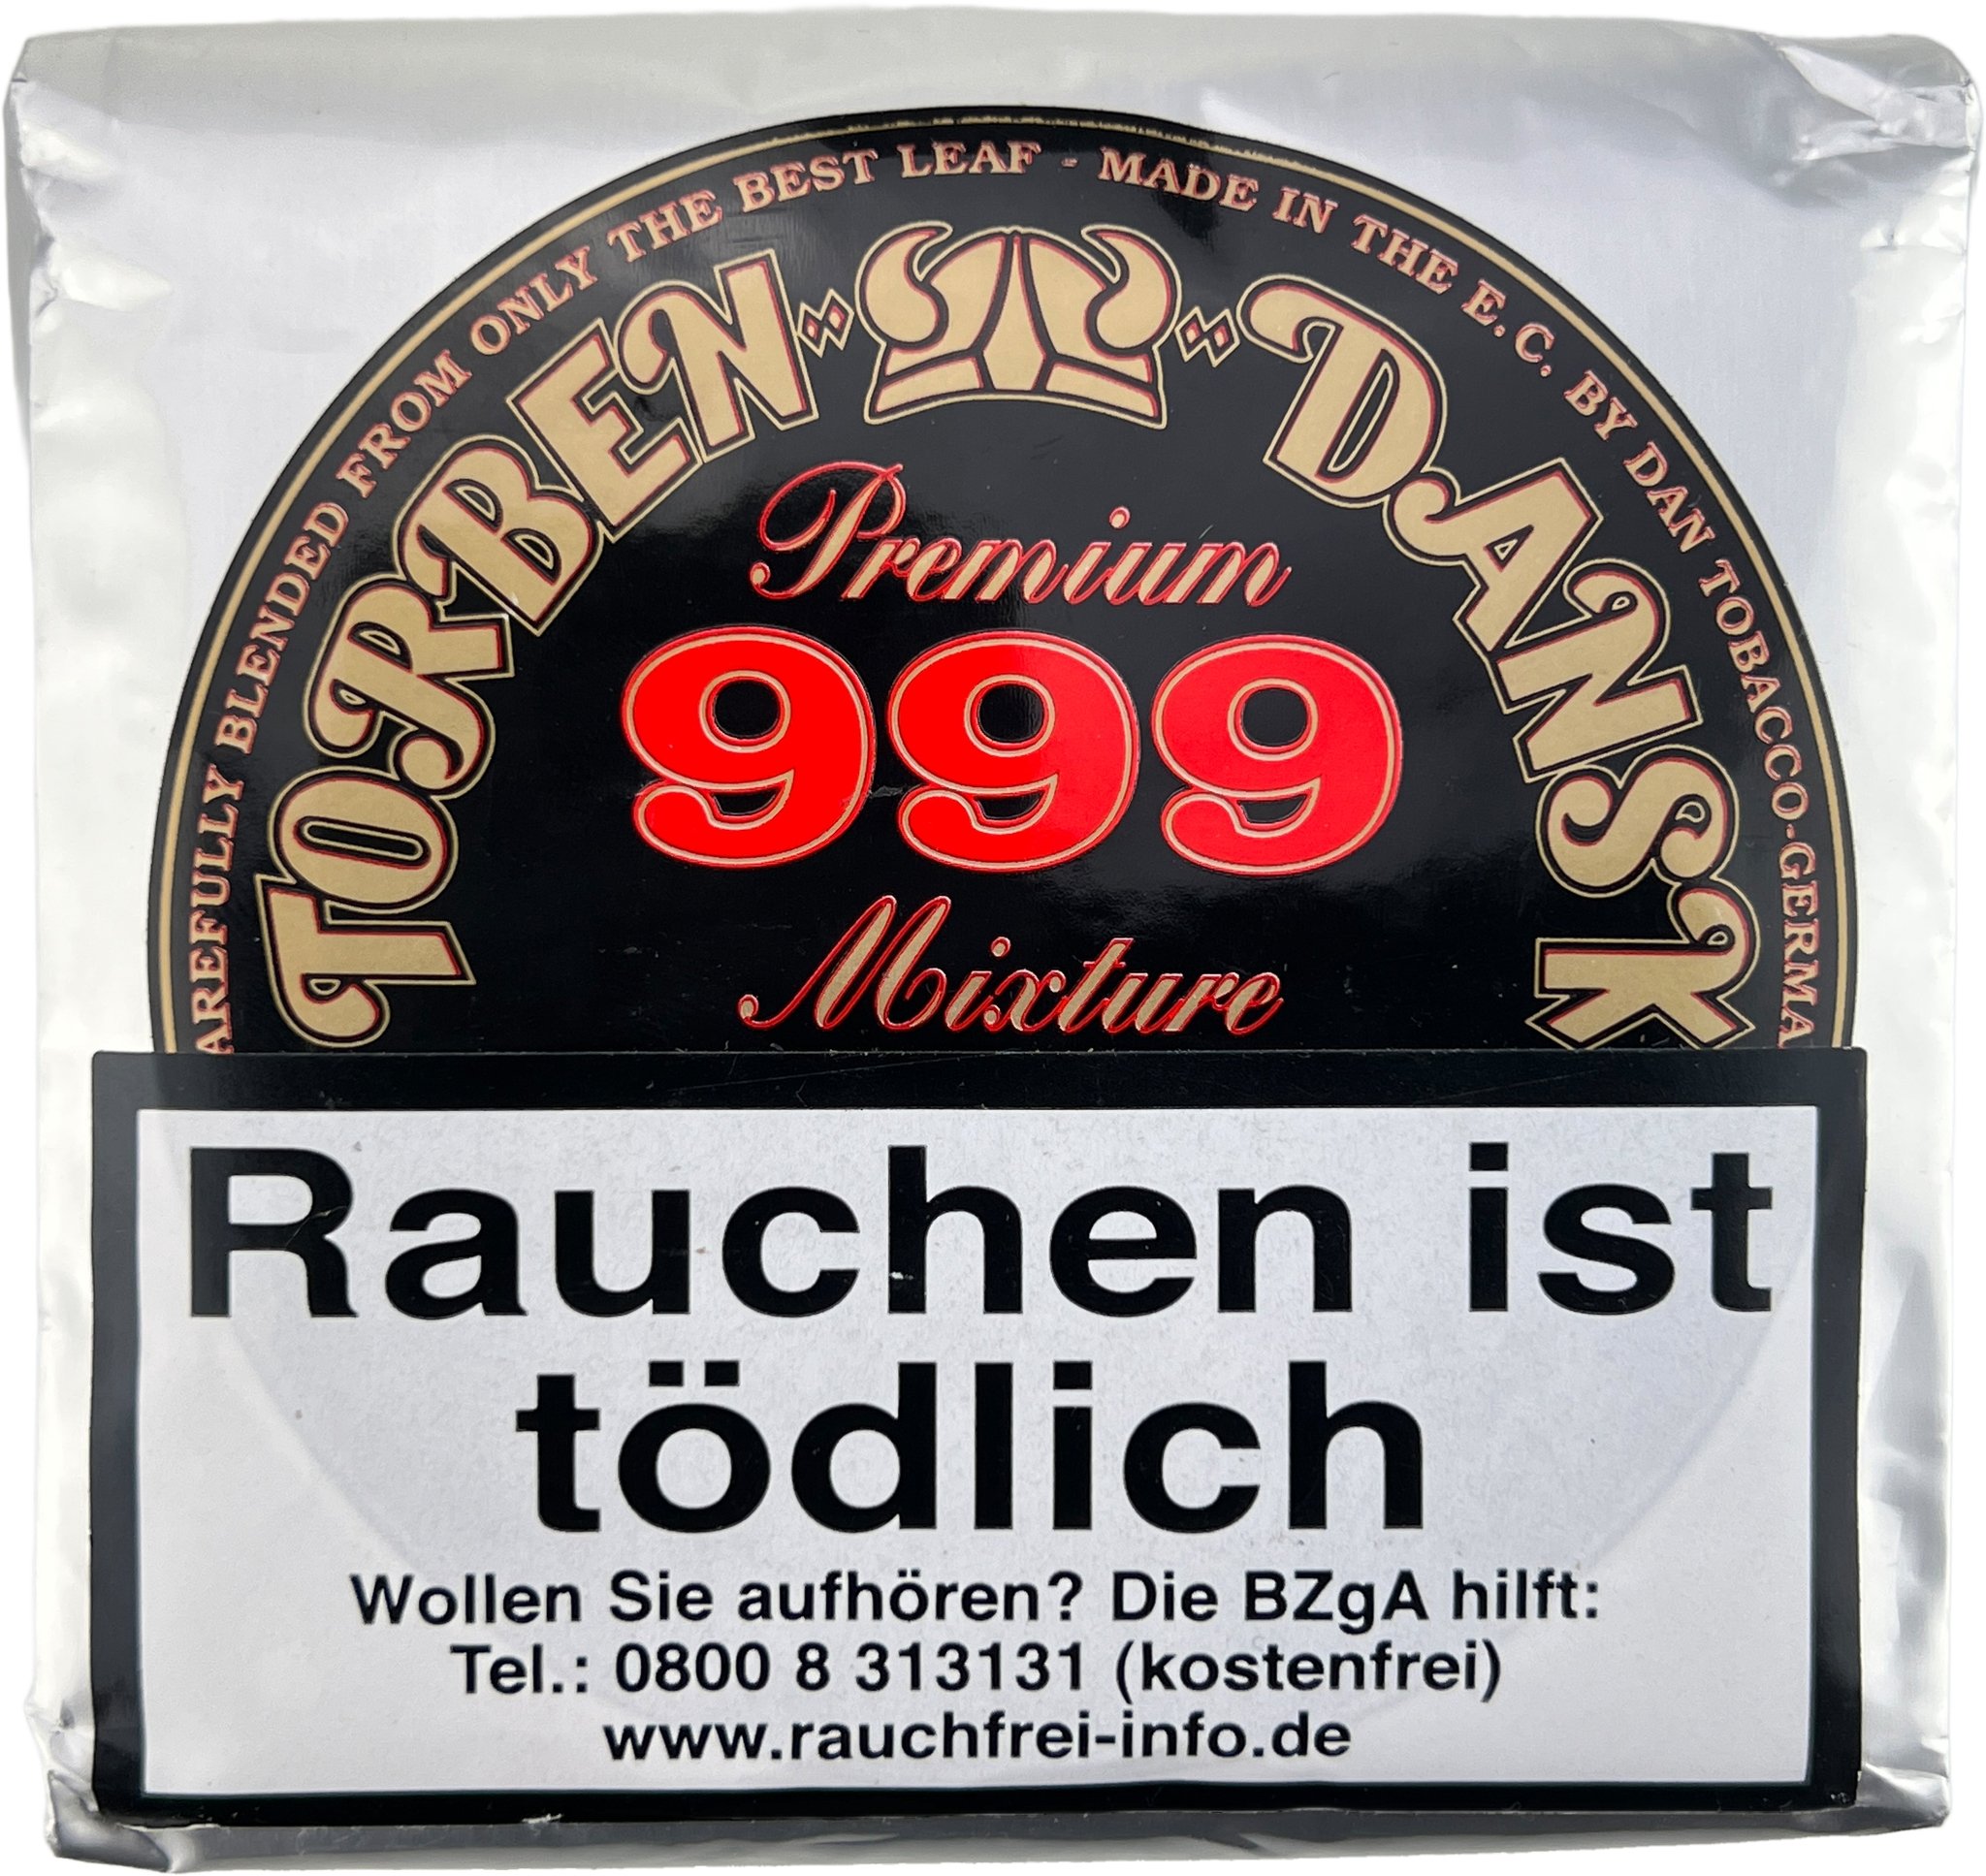 AREFULLY BLENDED FROM ONLY THE BEST LEAF - MADE IN THE E.C. BY DAN TOBACCO-GERMA
TORBEN DANSK
Premium
999
Mixture
Rauchen ist
tödlich
Wollen Sie aufhören? Die BZgA hilft:
Tel.: 0800 8 313131 (kostenfrei)
www.rauchfrei-info.de